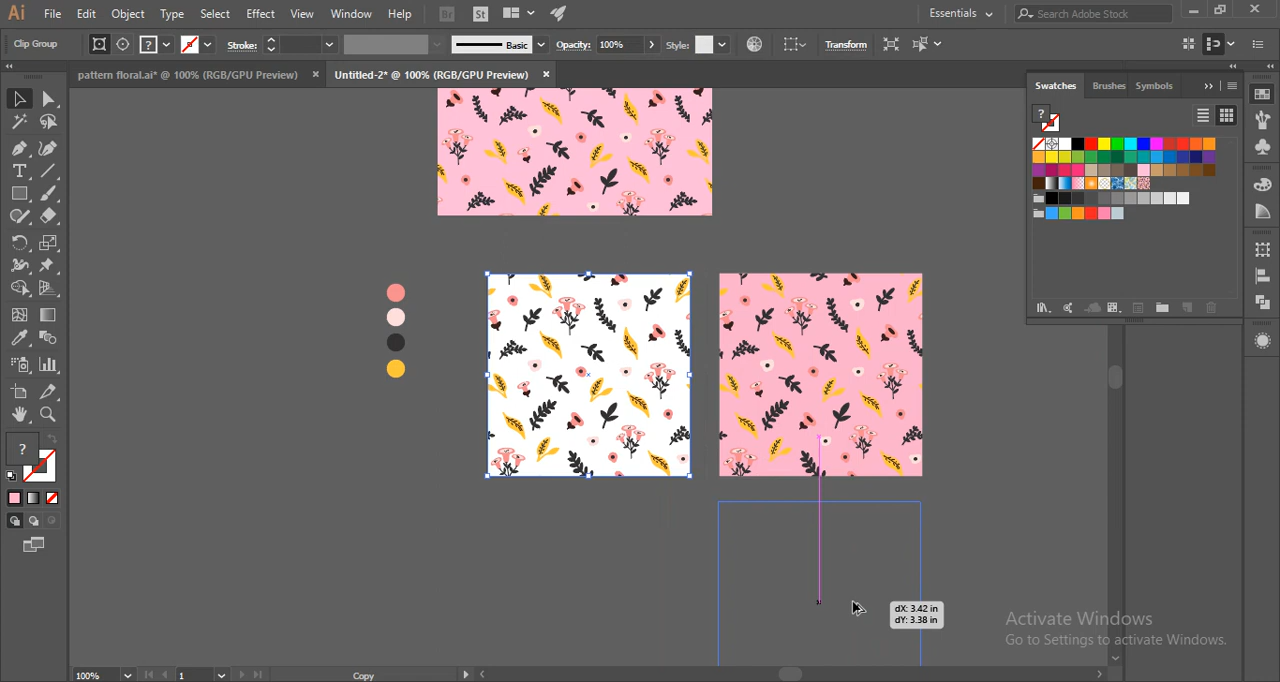 Ai File Edit Object Type Select Effect View Window Help Br St Essentials Search Adobe Stock
Clip Group ? Stroke: Basic Opacity: 100% Style: Transform
pattern floral.ai* @ 100% (RGB/GPU Preview) × Untitled-2* @ 100% (RGB/GPU Preview) ×
Swatches Brushes Symbols
?
T
?
dX: 3.42 in
dY: 3.38 in
Activate Windows
Go to Settings to activate Windows.
100% 1 Copy